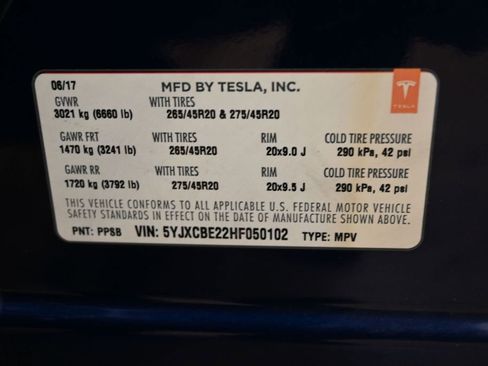 06/17 MFD BY TESLA, INC.
GVWR WITH TIRES
3021 kg (6660 lb) 265/45R20 & 275/45R20
TESLA
GAWR FRT WITH TIRES RIM COLD TIRE PRESSURE
1470 kg (3241 lb) 265/45R20 20x9.0 J 290 kPa, 42 psi
GAWR RR WITH TIRES RIM COLD TIRE PRESSURE
1720 kg (3792 lb) 275/45R20 20x9.5 J 290 kPa, 42 psi
THIS VEHICLE CONFORMS TO ALL APPLICABLE U.S. FEDERAL MOTOR VEHICLE
SAFETY STANDARDS IN EFFECT ON THE DATE OF MANUFACTURE SHOWN ABOVE.
PNT: PPSB VIN: 5YJXCBE22HF050102 TYPE: MPV